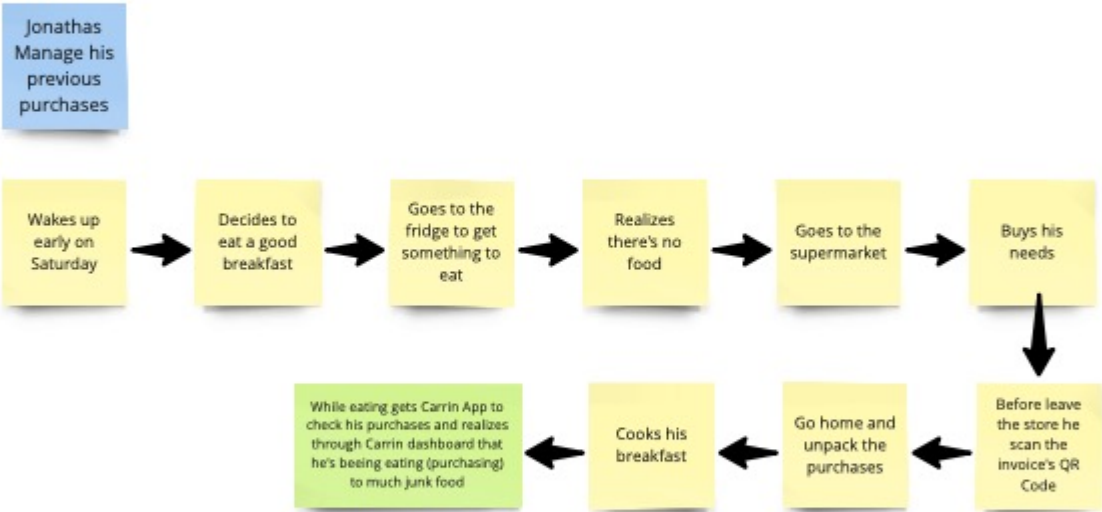 Jonathas
Manage his
previous
purchases
Wakes up
early on
Saturday
Decides to
eat a good
breakfast
Goes to the
fridge to get
something to
eat
Realizes
there's no
food
Goes to the
supermarket
Buys his
needs
Before leave
the store he
scan the
invoice's QR
Code
Go home and
unpack the
purchases
Cooks his
breakfast
While eating gets Carrin App to
check his purchases and realizes
through Carrin dashboard that
he's beeing eating (purchasing)
to much junk food